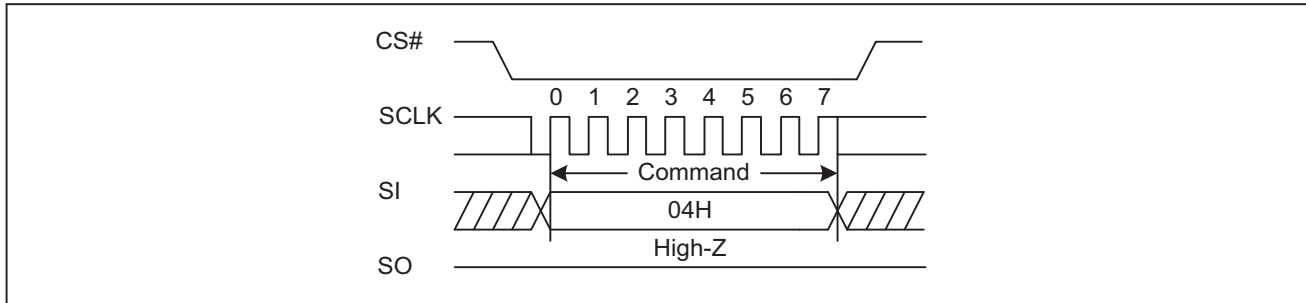 CS#
0 1 2 3 4 5 6 7
SCLK
Command
SI
04H
High-Z
SO